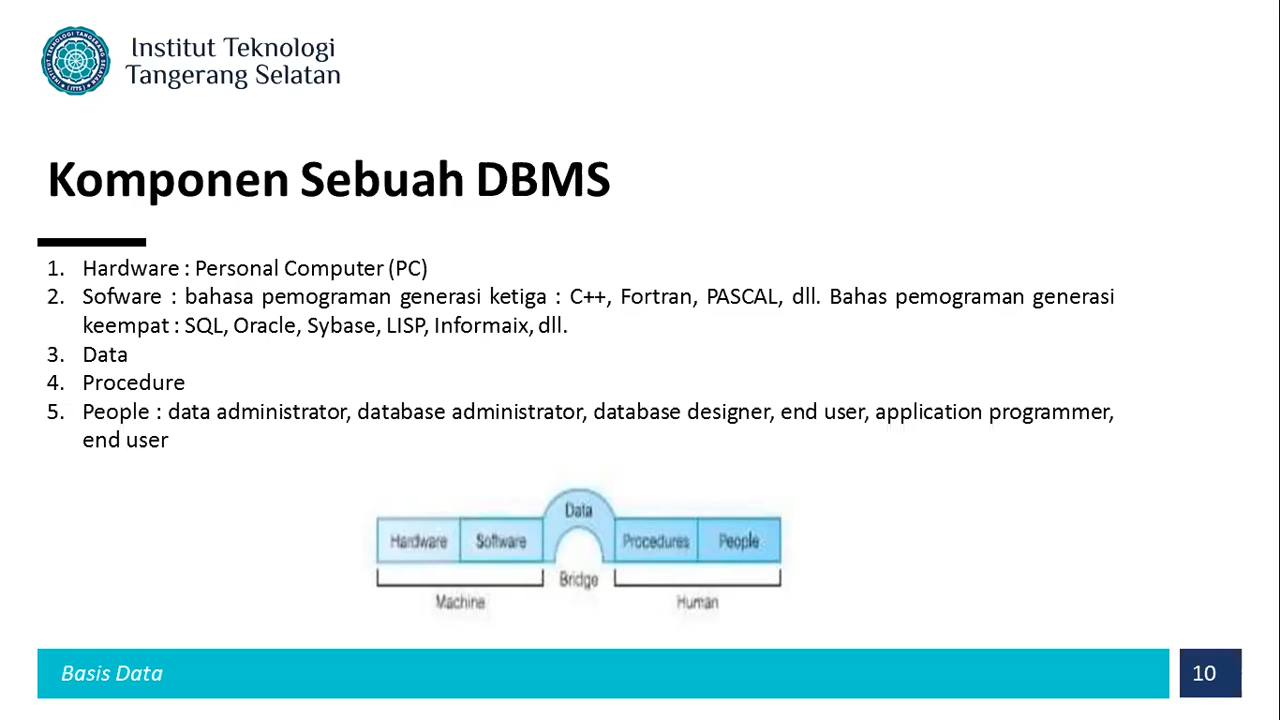 Institut Teknologi
Tangerang Selatan
Komponen Sebuah DBMS
1. Hardware : Personal Computer (PC)
2. Sofware : bahasa pemograman generasi ketiga : C++, Fortran, PASCAL, dll. Bahas pemograman generasi
keempat : SQL, Oracle, Sybase, LISP, Informaix, dll.
3. Data
4. Procedure
5. People : data administrator, database administrator, database designer, end user, application programmer,
end user
Data
Hardware Software Procedures People
Bridge
Machine Human
Basis Data
10